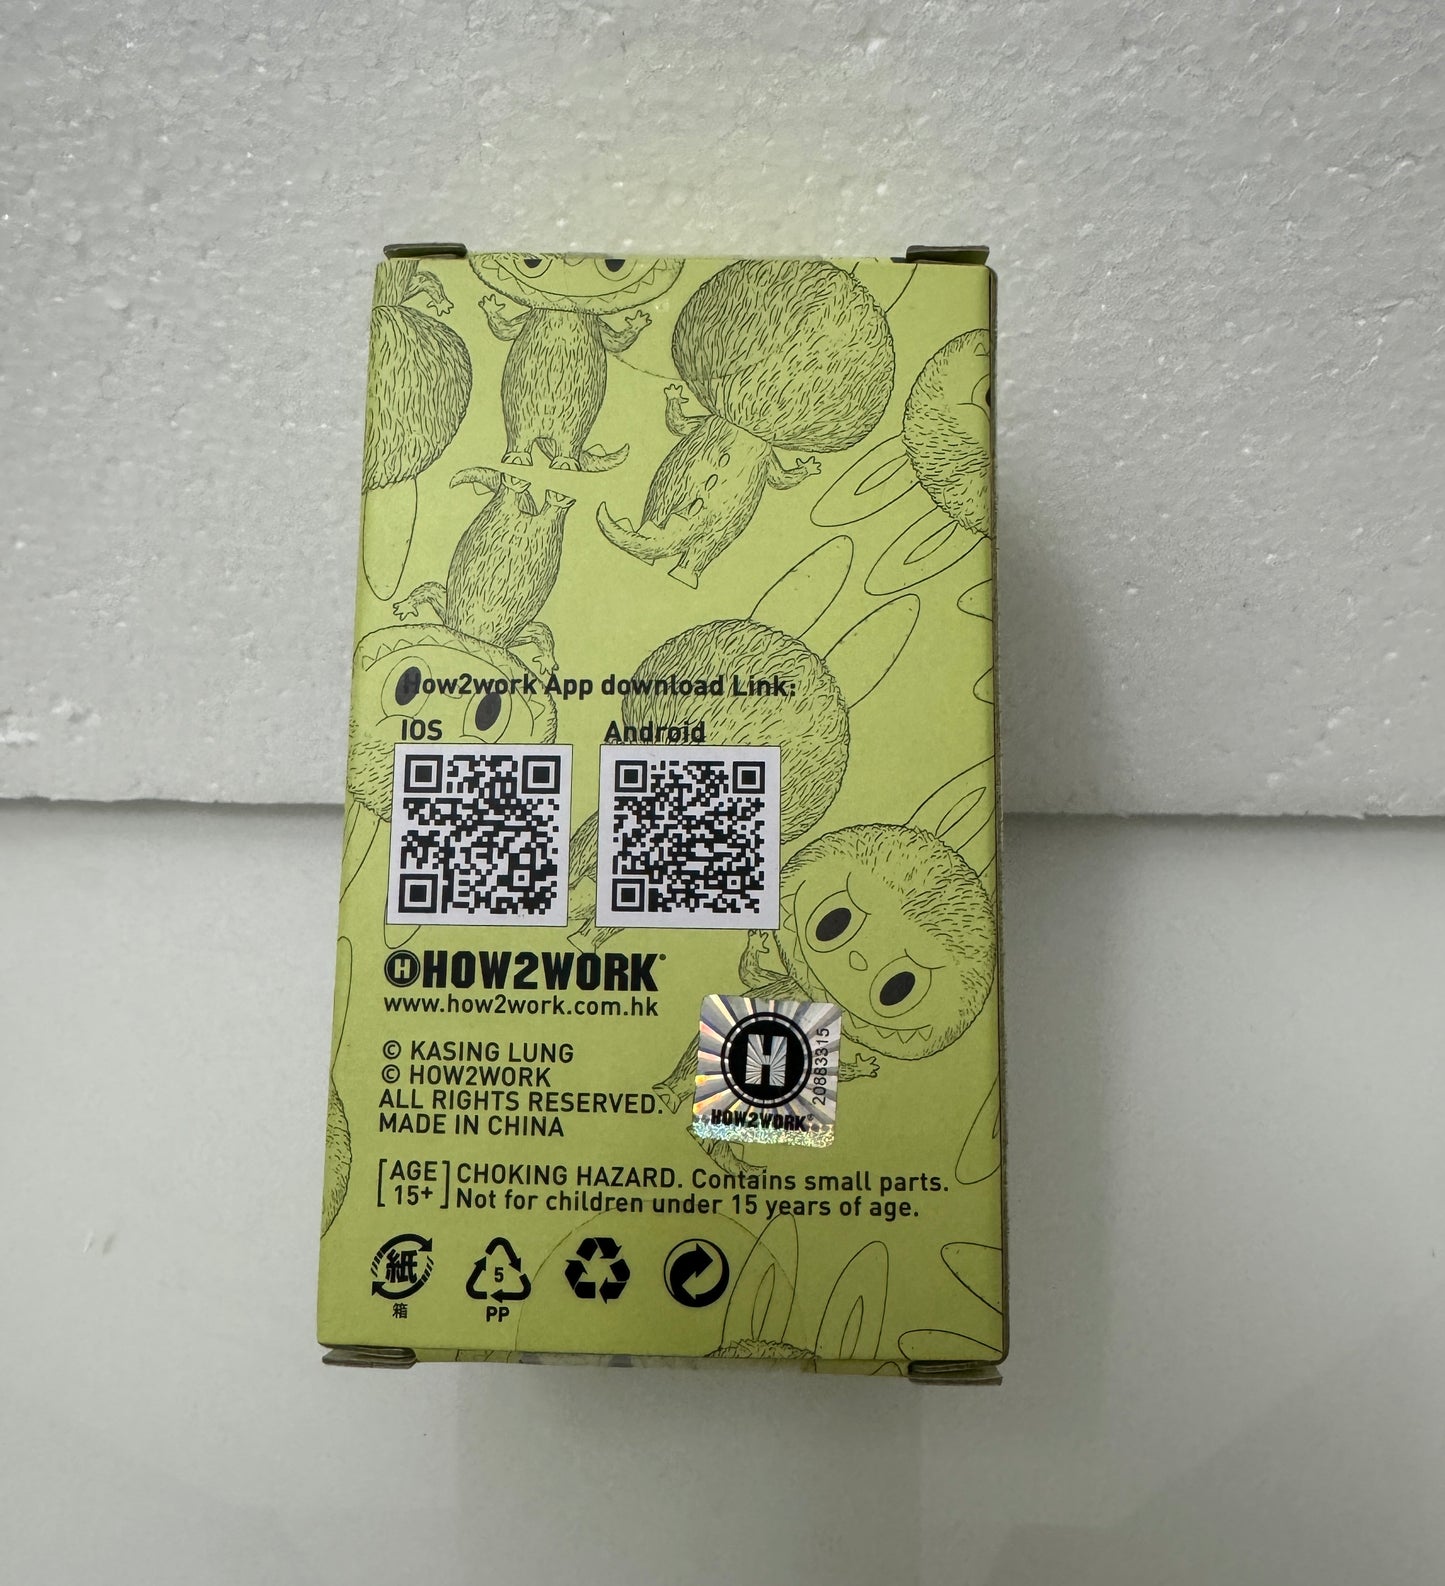 How2work App download Link:
IOS Android
H HOW2WORK®
www.how2work.com.hk
© KASING LUNG
© HOW2WORK
ALL RIGHTS RESERVED.
MADE IN CHINA
H
HOW2WORK®
20883315
[AGE 15+] CHOKING HAZARD. Contains small parts.
Not for children under 15 years of age.
紙
箱
5
PP